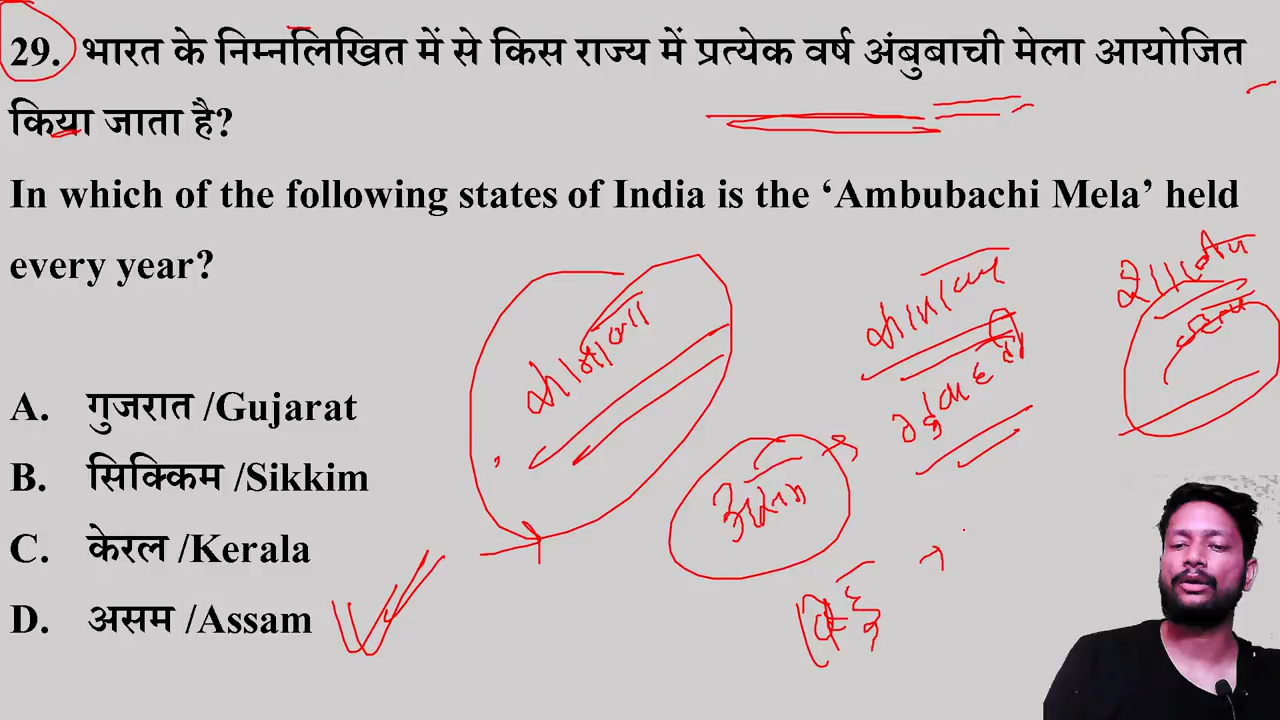 29. भारत के निम्नलिखित में से किस राज्य में प्रत्येक वर्ष अंबुबाची मेला आयोजित
किया जाता है?
In which of the following states of India is the ‘Ambubachi Mela’ held
every year?
A. गुजरात /Gujarat
B. सिक्किम /Sikkim
C. केरल /Kerala
D. असम /Assam
असम